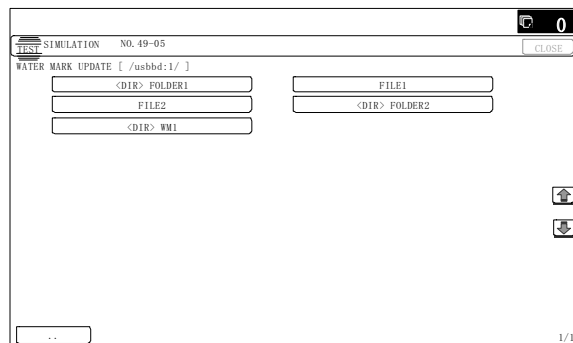 0
TEST SIMULATION NO. 49-05 CLOSE
WATER MARK UPDATE [ /usbbd:1/ ]
<DIR> FOLDER1 FILE1
FILE2 <DIR> FOLDER2
<DIR> WM1
.. 1/1